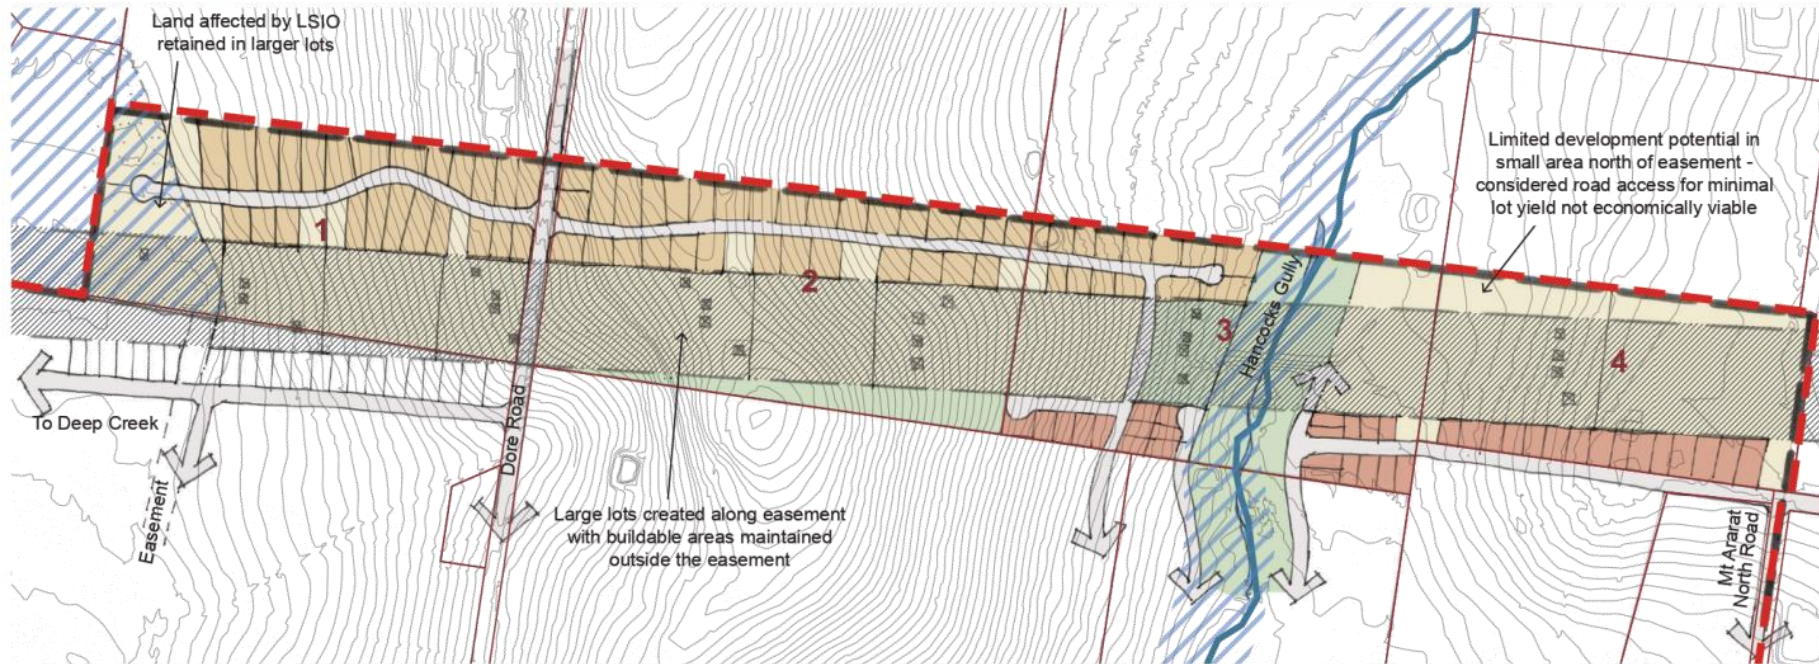 Land affected by LSIO
retained in larger lots
Limited development potential in
small area north of easement -
considered road access for minimal
lot yield not economically viable
1
2
3
4
Hancocks Gully
To Deep Creek
Dore Road
Easement
Large lots created along easement
with buildable areas maintained
outside the easement
Mt Ararat
North Road